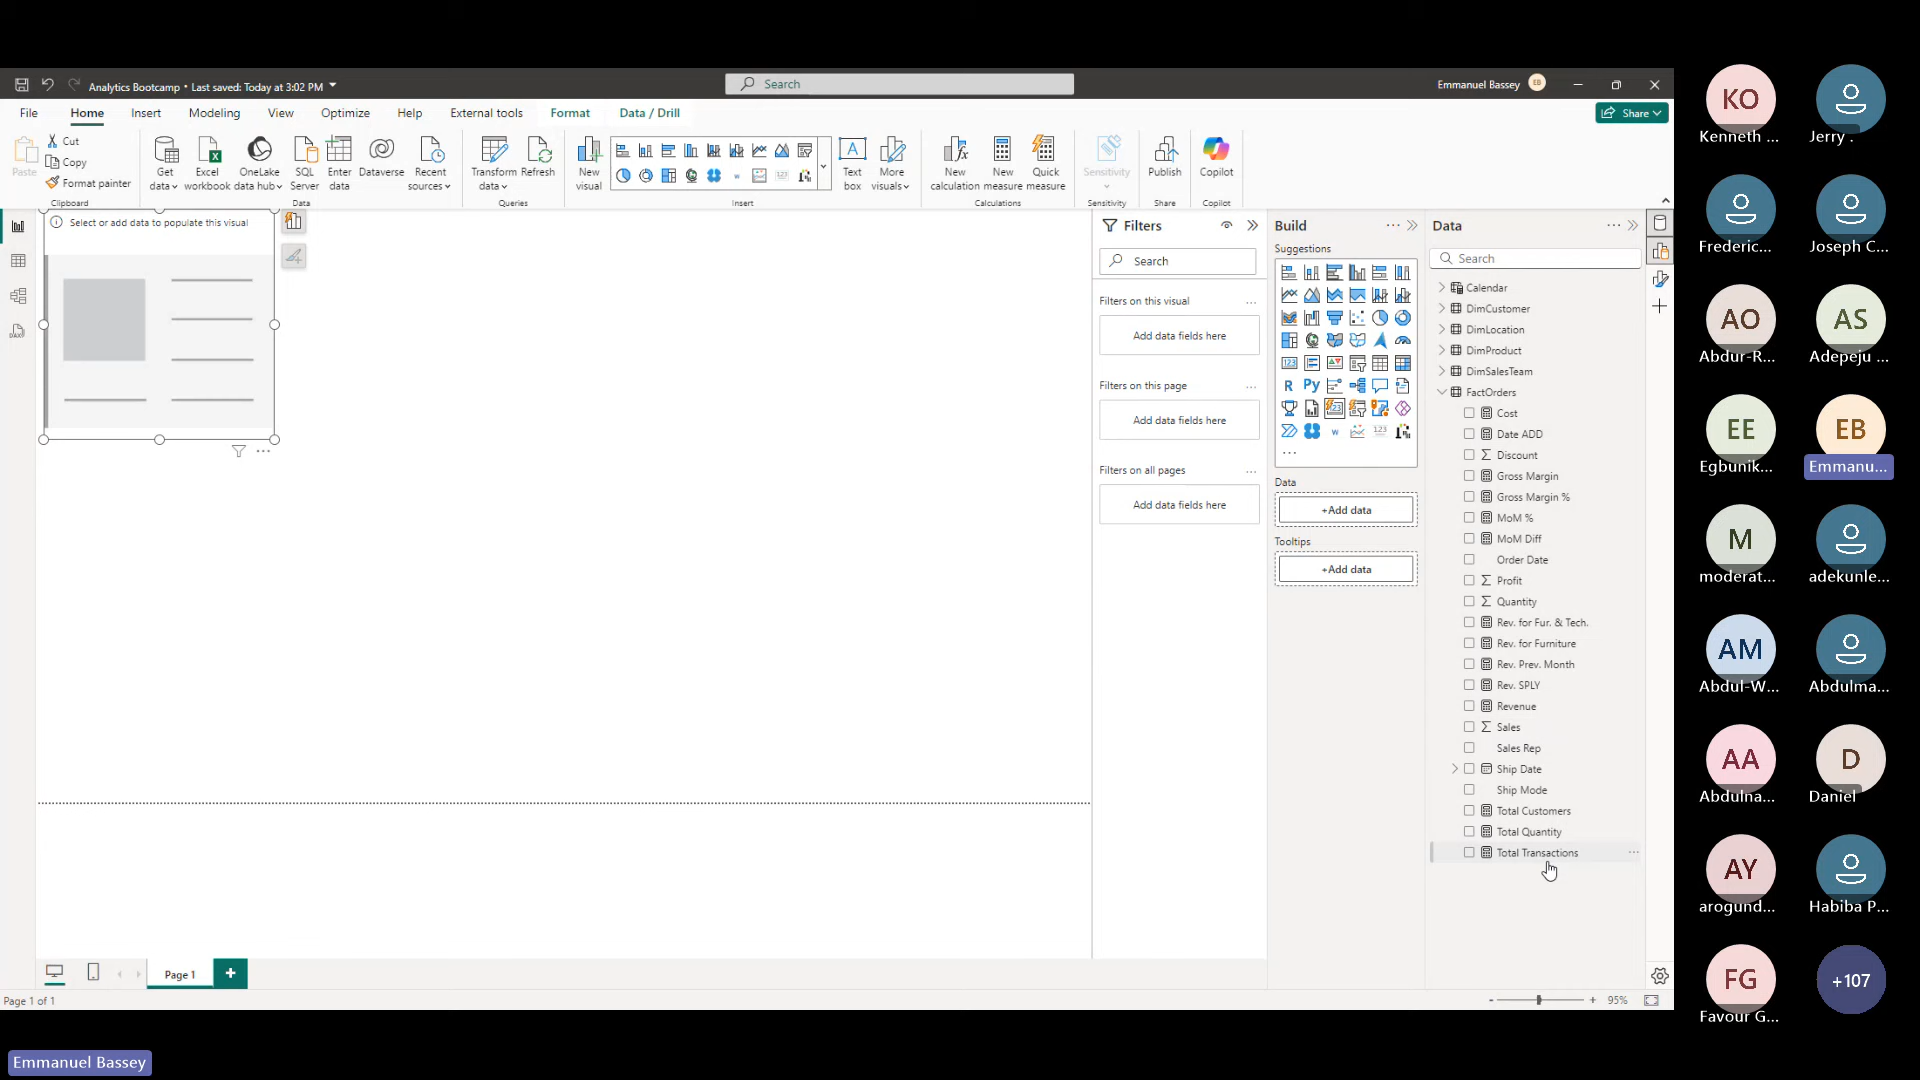 Analytics Bootcamp • Last saved: Today at 3:02 PM
Search
Emmanuel Bassey
EB
File
Home
Insert
Modeling
View
Optimize
Help
External tools
Format
Data / Drill
Share
Paste
Cut
Copy
Format painter
Clipboard
Get data
Excel workbook
OneLake data hub
SQL Server
Enter data
Dataverse
Recent sources
Data
Transform data
Refresh
Queries
New visual
Text box
More visuals
Insert
New calculation
New measure
Quick measure
Calculations
Sensitivity
Sensitivity
Publish
Share
Copilot
Copilot
Select or add data to populate this visual
Filters
Search
Filters on this visual
Add data fields here
Filters on this page
Add data fields here
Filters on all pages
Add data fields here
Build
Suggestions
R
Py
123
Data
+Add data
Tooltips
+Add data
Data
Search
Calendar
DimCustomer
DimLocation
DimProduct
DimSalesTeam
FactOrders
Cost
Date ADD
Discount
Gross Margin
Gross Margin %
MoM %
MoM Diff
Order Date
Profit
Quantity
Rev. for Fur. & Tech.
Rev. for Furniture
Rev. Prev. Month
Rev. SPLY
Revenue
Sales
Sales Rep
Ship Date
Ship Mode
Total Customers
Total Quantity
Total Transactions
Page 1
Page 1 of 1
95%
KO
Kenneth ...
Jerry .
Frederic...
Joseph C...
AO
Abdur-R...
AS
Adepeju ...
EE
Egbunik...
EB
Emmanu...
M
moderat...
adekunle...
AM
Abdul-W...
Abdulma...
AA
Abdulna...
D
Daniel
AY
arogund...
Habiba P...
FG
Favour G...
+107
Emmanuel Bassey